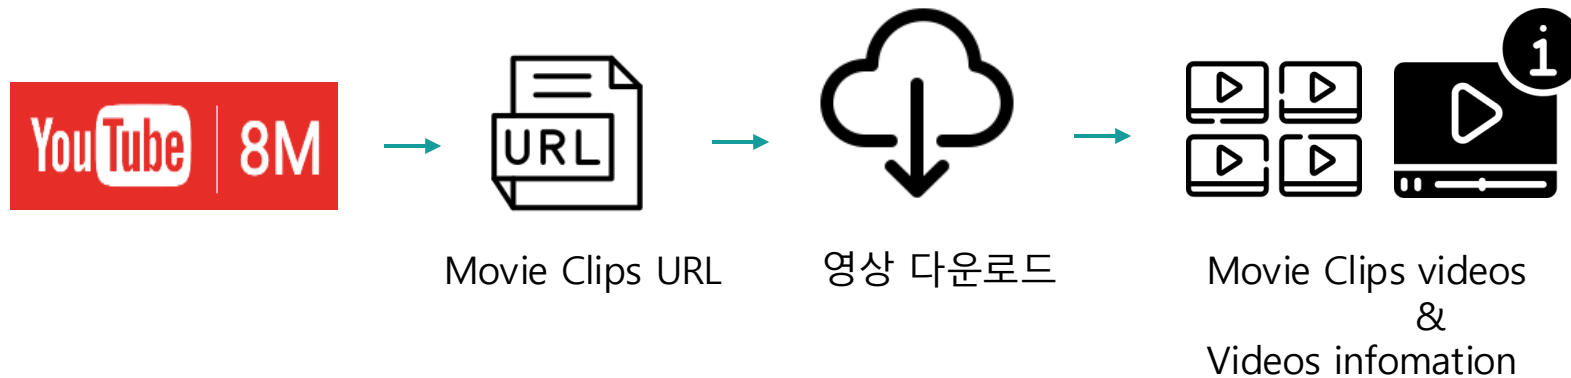 YouTube | 8M
URL
i
Movie Clips URL
영상 다운로드
Movie Clips videos
&
Videos infomation